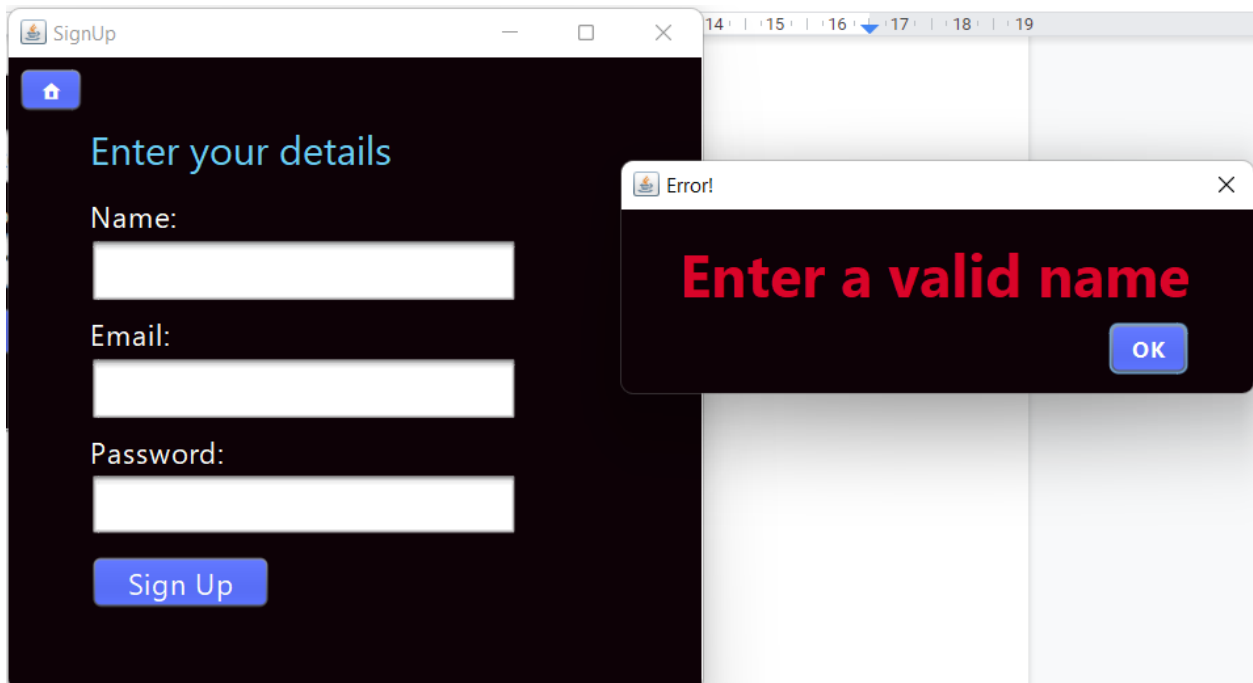 SignUp
14 15 16 17 18 19
Enter your details
Name:
Email:
Password:
Sign Up
Error!
Enter a valid name
OK